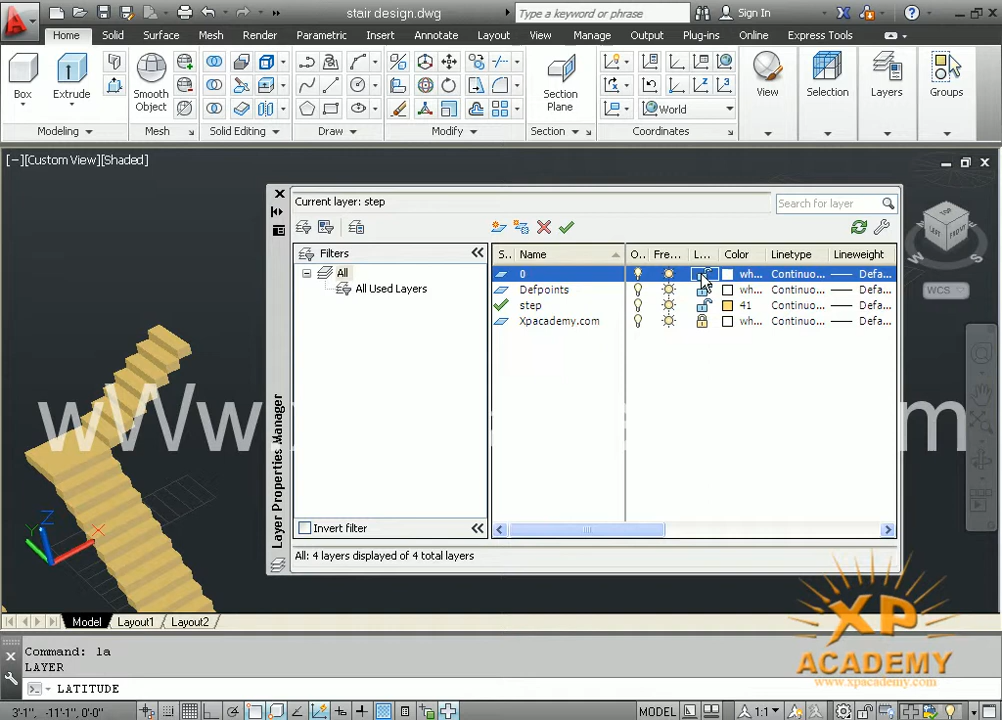 stair design.dwg
Type a keyword or phrase
Sign In
Home
Solid
Surface
Mesh
Render
Parametric
Insert
Annotate
Layout
View
Manage
Output
Plug-ins
Online
Express Tools
Box
Extrude
Smooth
Object
Section
Plane
World
View
Selection
Layers
Groups
Modeling
Mesh
Solid Editing
Draw
Modify
Section
Coordinates
[−][Custom View][Shaded]
Current layer: step
Search for layer
Filters
All
All Used Layers
S..
Name
O..
Fre...
L...
Color
Linetype
Lineweight
0
wh...
Continuo...
Defa...
Defpoints
wh...
Continuo...
Defa...
step
41
Continuo...
Defa...
Xpacademy.com
wh...
Continuo...
Defa...
TOP
LEFT
FRONT
WCS
Layer Properties Manager
Invert filter
All: 4 layers displayed of 4 total layers
Y
Z
X
Model
Layout1
Layout2
Command: la
LAYER
LATITUDE
XP
ACADEMY
www.xpacademy.com
3'-1", -11'-1", 0'-0"
MODEL
1:1